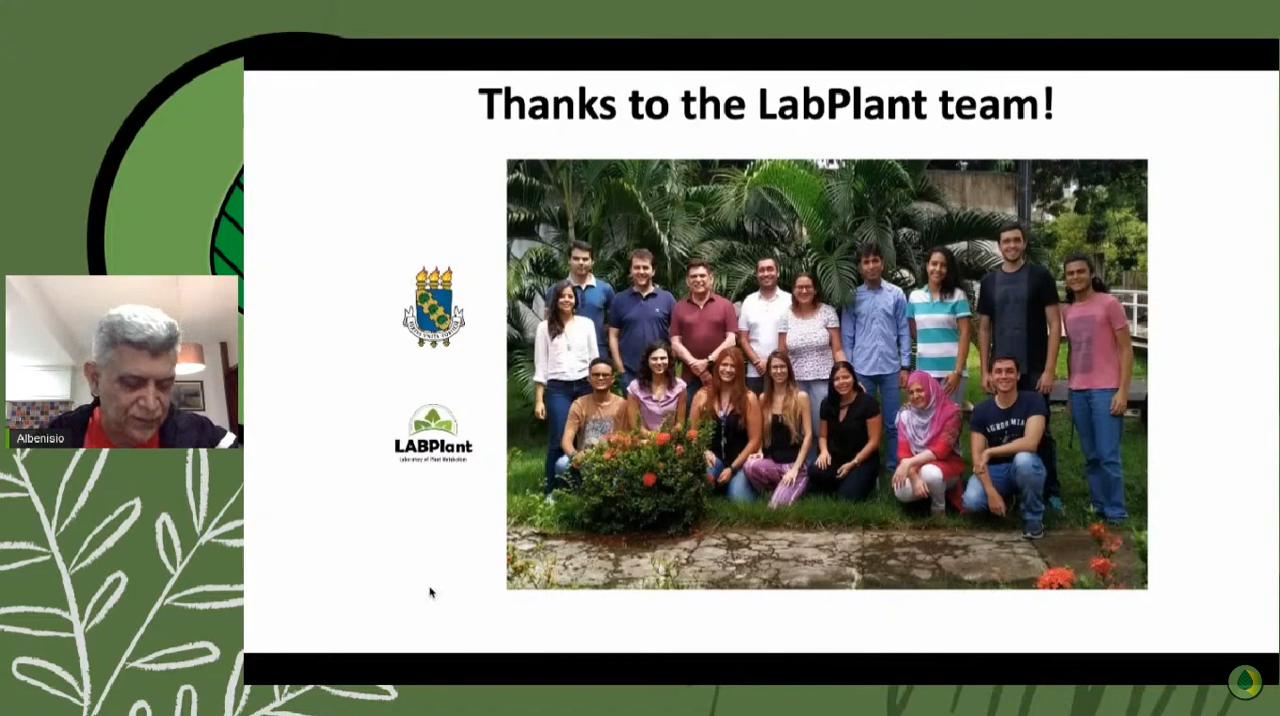 Thanks to the LabPlant team!
LABPlant
Laboratory of Plant Metabolism
Albenisio